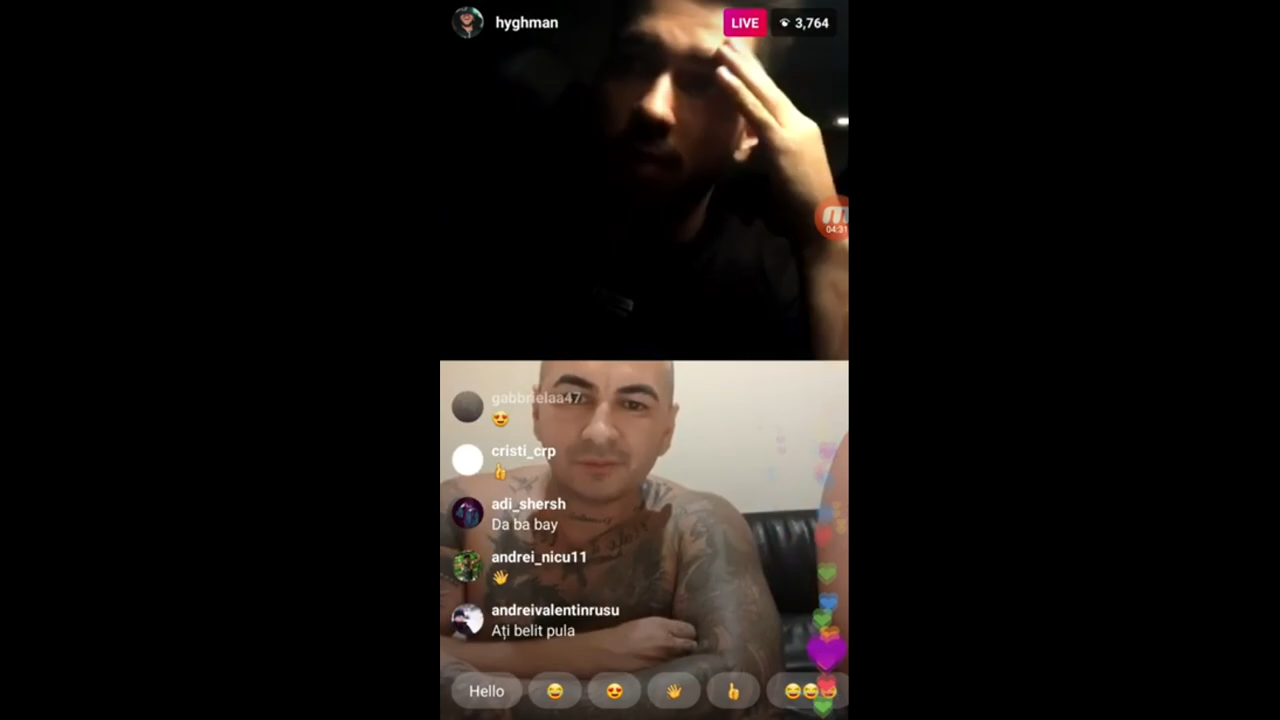 hyghman
LIVE
3,764
04:31
gabbrielaa47
cristi_crp
adi_shersh
Da ba bay
andrei_nicu11
andreivalentinrusu
Ați belit pula
Hello